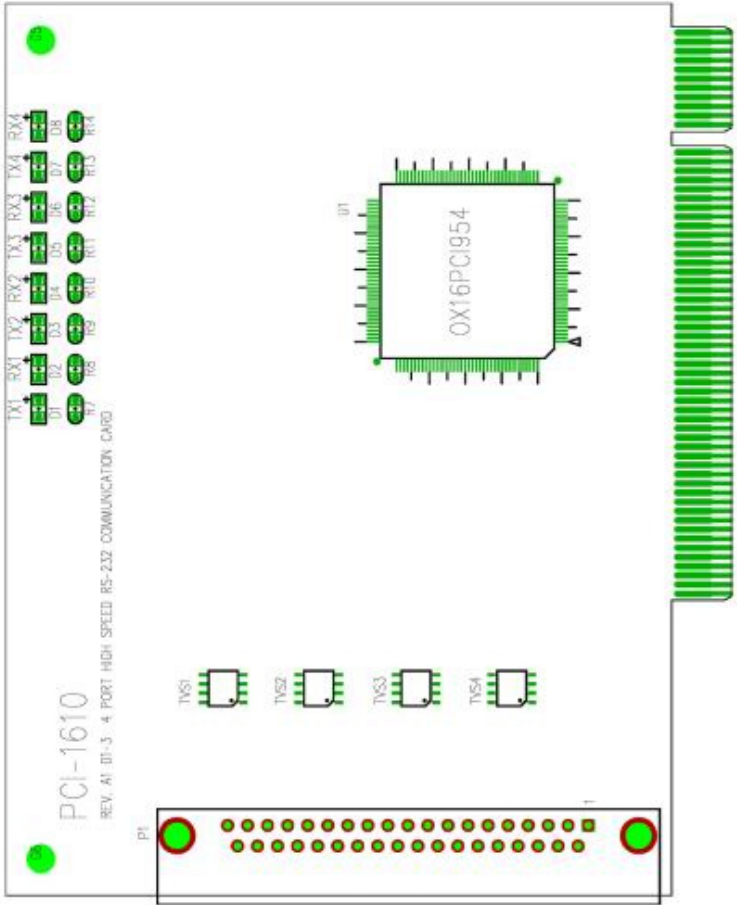 RX4 D8 R14
TX4 D7 R13
RX3 D6 R12
TX3 D5 R11
RX2 D4 R10
TX2 D3 R9
RX1 D2 R8
TX1 D1 R7
U1
OX16PCI954
PCI-1610
REV. A1 01-3 4 PORT HIGH SPEED RS-232 COMMUNICATION CARD
TVS1
TVS2
TVS3
TVS4
P1
1